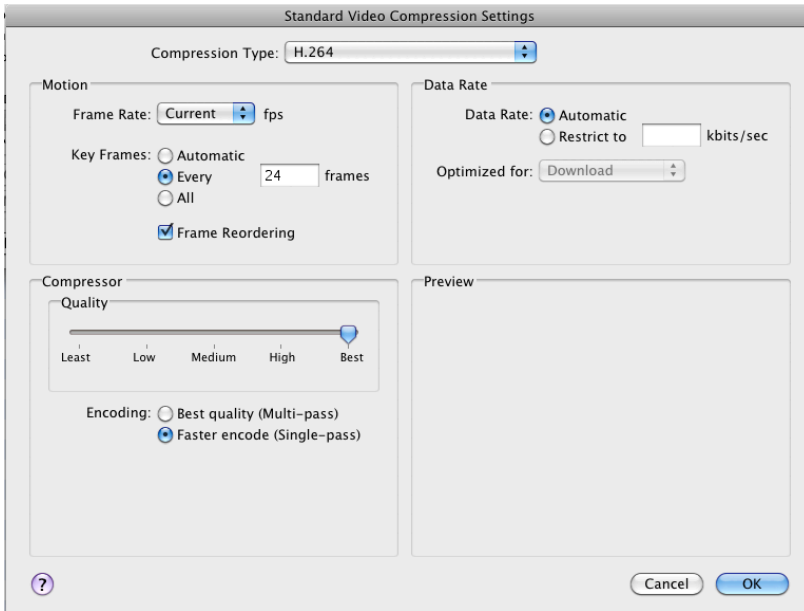 Standard Video Compression Settings
Compression Type: H.264
Motion
Frame Rate: Current fps
Key Frames: Automatic
Every 24 frames
All
Frame Reordering
Data Rate
Data Rate: Automatic
Restrict to kbits/sec
Optimized for: Download
Compressor
Quality
Least Low Medium High Best
Encoding: Best quality (Multi-pass)
Faster encode (Single-pass)
Preview
?
Cancel OK